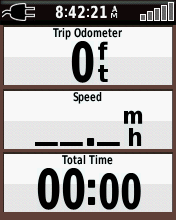 8:42:21 AM
Trip Odometer
0 ft
Speed
__._ mh
Total Time
00:00